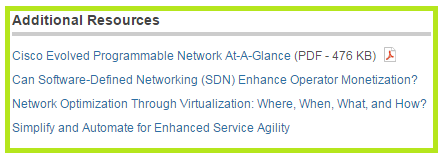 Additional Resources
Cisco Evolved Programmable Network At-A-Glance (PDF - 476 KB)
Can Software-Defined Networking (SDN) Enhance Operator Monetization?
Network Optimization Through Virtualization: Where, When, What, and How?
Simplify and Automate for Enhanced Service Agility